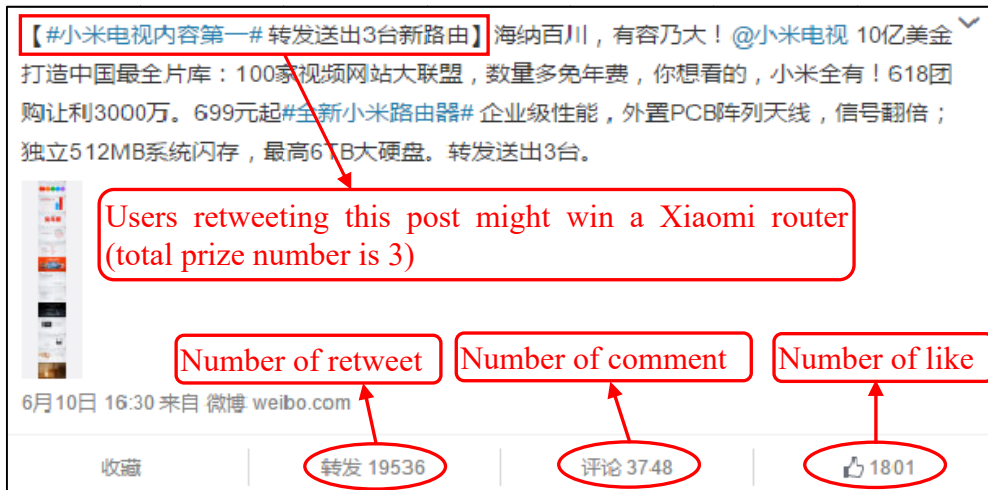 【#小米电视内容第一# 转发送出3台新路由】海纳百川，有容乃大！@小米电视 10亿美金
打造中国最全片库：100家视频网站大联盟，数量多免年费，你想看的，小米全有！618团
购让利3000万。699元起#全新小米路由器# 企业级性能，外置PCB阵列天线，信号翻倍；
独立512MB系统闪存，最高6TB大硬盘。转发送出3台。
Users retweeting this post might win a Xiaomi router
(total prize number is 3)
Number of retweet
Number of comment
Number of like
6月10日 16:30 来自 微博 weibo.com
收藏
转发 19536
评论 3748
1801